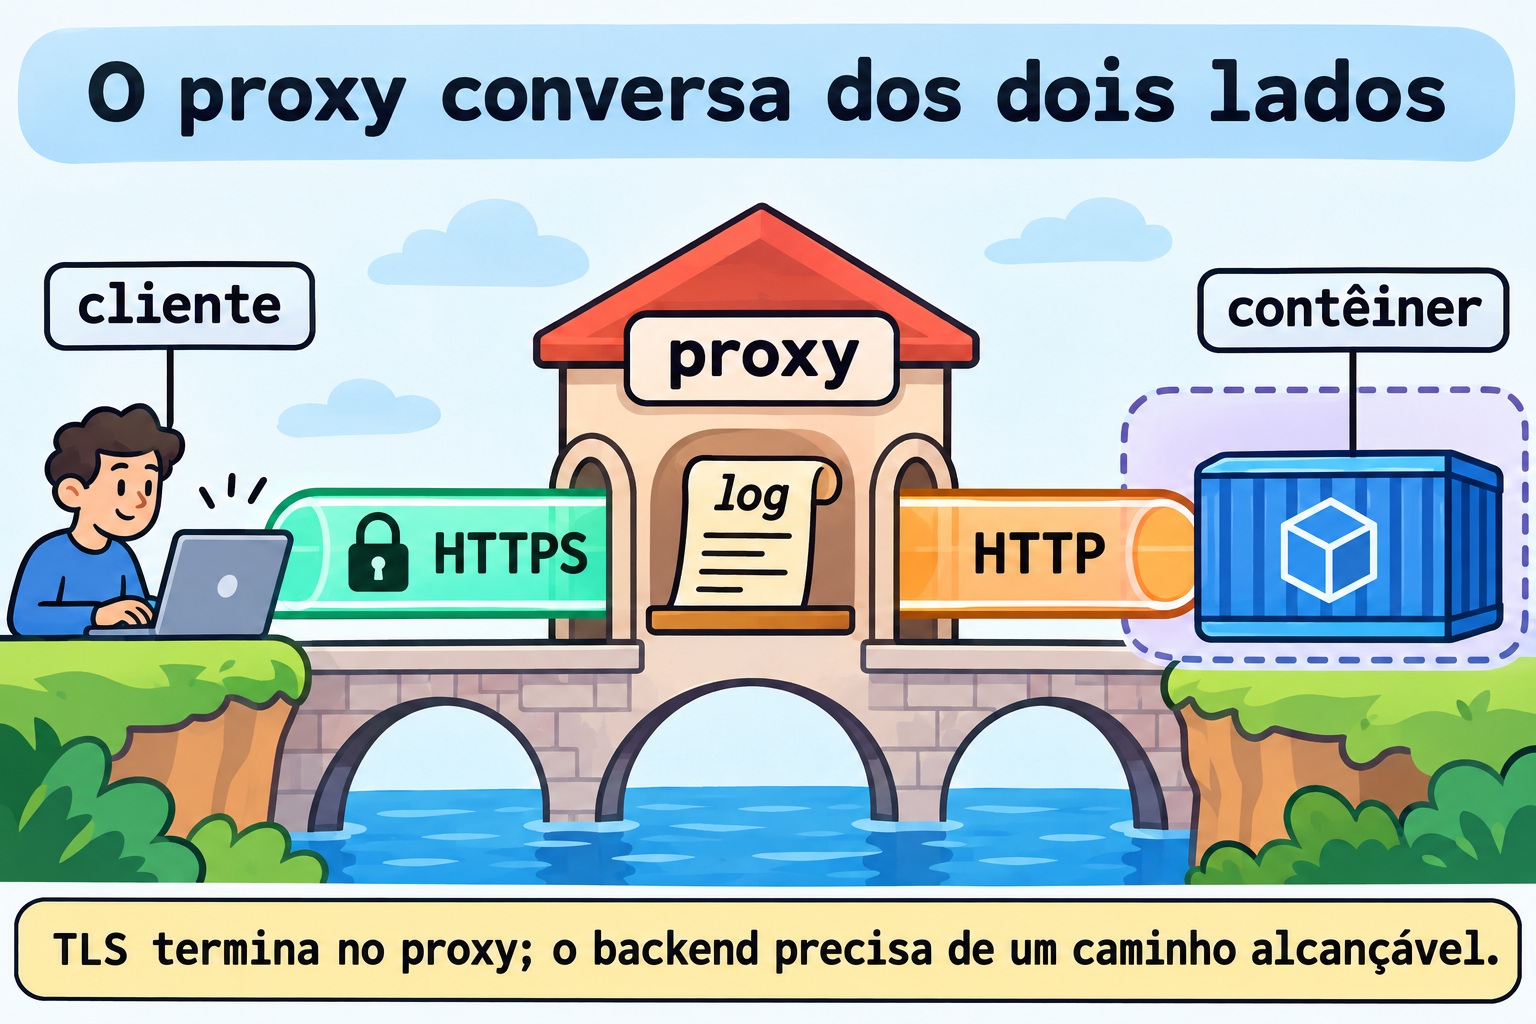 O proxy conversa dos dois lados
cliente
proxy
contêiner
log
HTTPS
HTTP
TLS termina no proxy; o backend precisa de um caminho alcançável.